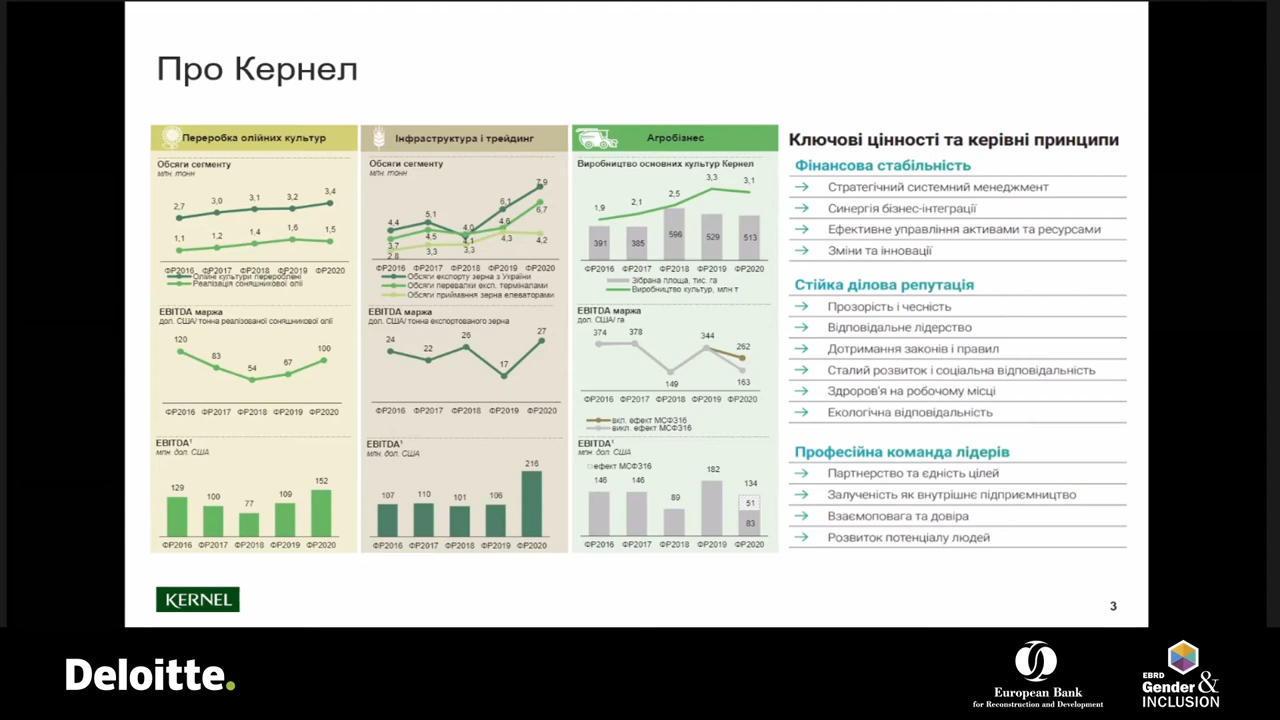 Про Кернел
Переробка олійних культур
Обсяги сегменту
млн. тонн
2,7 3,0 3,1 3,2 3,4
1,1 1,2 1,4 1,6 1,5
ФР2016 ФР2017 ФР2018 ФР2019 ФР2020
Олійні культури перероблені
Реалізація соняшникової олії
EBITDA маржа
дол. США/ тонна реалізованої соняшникової олії
120 83 54 67 100
ФР2016 ФР2017 ФР2018 ФР2019 ФР2020
EBITDA¹
млн. дол. США
129 100 77 109 152
ФР2016 ФР2017 ФР2018 ФР2019 ФР2020
Інфраструктура і трейдинг
Обсяги сегменту
млн. тонн
4,4 5,1 4,0 6,1 7,9
3,7 4,5 4,1 4,6 6,7
2,8 3,3 3,3 4,3 4,2
ФР2016 ФР2017 ФР2018 ФР2019 ФР2020
Обсяги експорту зерна з України
Обсяги перевалки експ. терміналами
Обсяги приймання зерна елеваторами
EBITDA маржа
дол. США/ тонна експортованого зерна
24 22 26 17 27
ФР2016 ФР2017 ФР2018 ФР2019 ФР2020
EBITDA¹
млн. дол. США
107 110 101 106 216
ФР2016 ФР2017 ФР2018 ФР2019 ФР2020
Агробізнес
Виробництво основних культур Кернел
1,9 2,1 2,5 3,3 3,1
391 385 596 529 513
ФР2016 ФР2017 ФР2018 ФР2019 ФР2020
Зібрана площа, тис. га
Виробництво культур, млн т
EBITDA маржа
дол. США/ га
374 378 149 344 262
163
ФР2016 ФР2017 ФР2018 ФР2019 ФР2020
вкл. ефект МСФЗ16
викл. ефект МСФЗ16
EBITDA¹
млн. дол. США
ефект МСФЗ16
146 146 89 182 134
51
83
ФР2016 ФР2017 ФР2018 ФР2019 ФР2020
Ключові цінності та керівні принципи
Фінансова стабільність
Стратегічний системний менеджмент
Синергія бізнес-інтеграції
Ефективне управління активами та ресурсами
Зміни та інновації
Стійка ділова репутація
Прозорість і чесність
Відповідальне лідерство
Дотримання законів і правил
Сталий розвиток і соціальна відповідальність
Здоров'я на робочому місці
Екологічна відповідальність
Професійна команда лідерів
Партнерство та єдність цілей
Залученість як внутрішнє підприємництво
Взаємоповага та довіра
Розвиток потенціалу людей
KERNEL
3
Deloitte.
European Bank
for Reconstruction and Development
EBRD
Gender &
INCLUSION